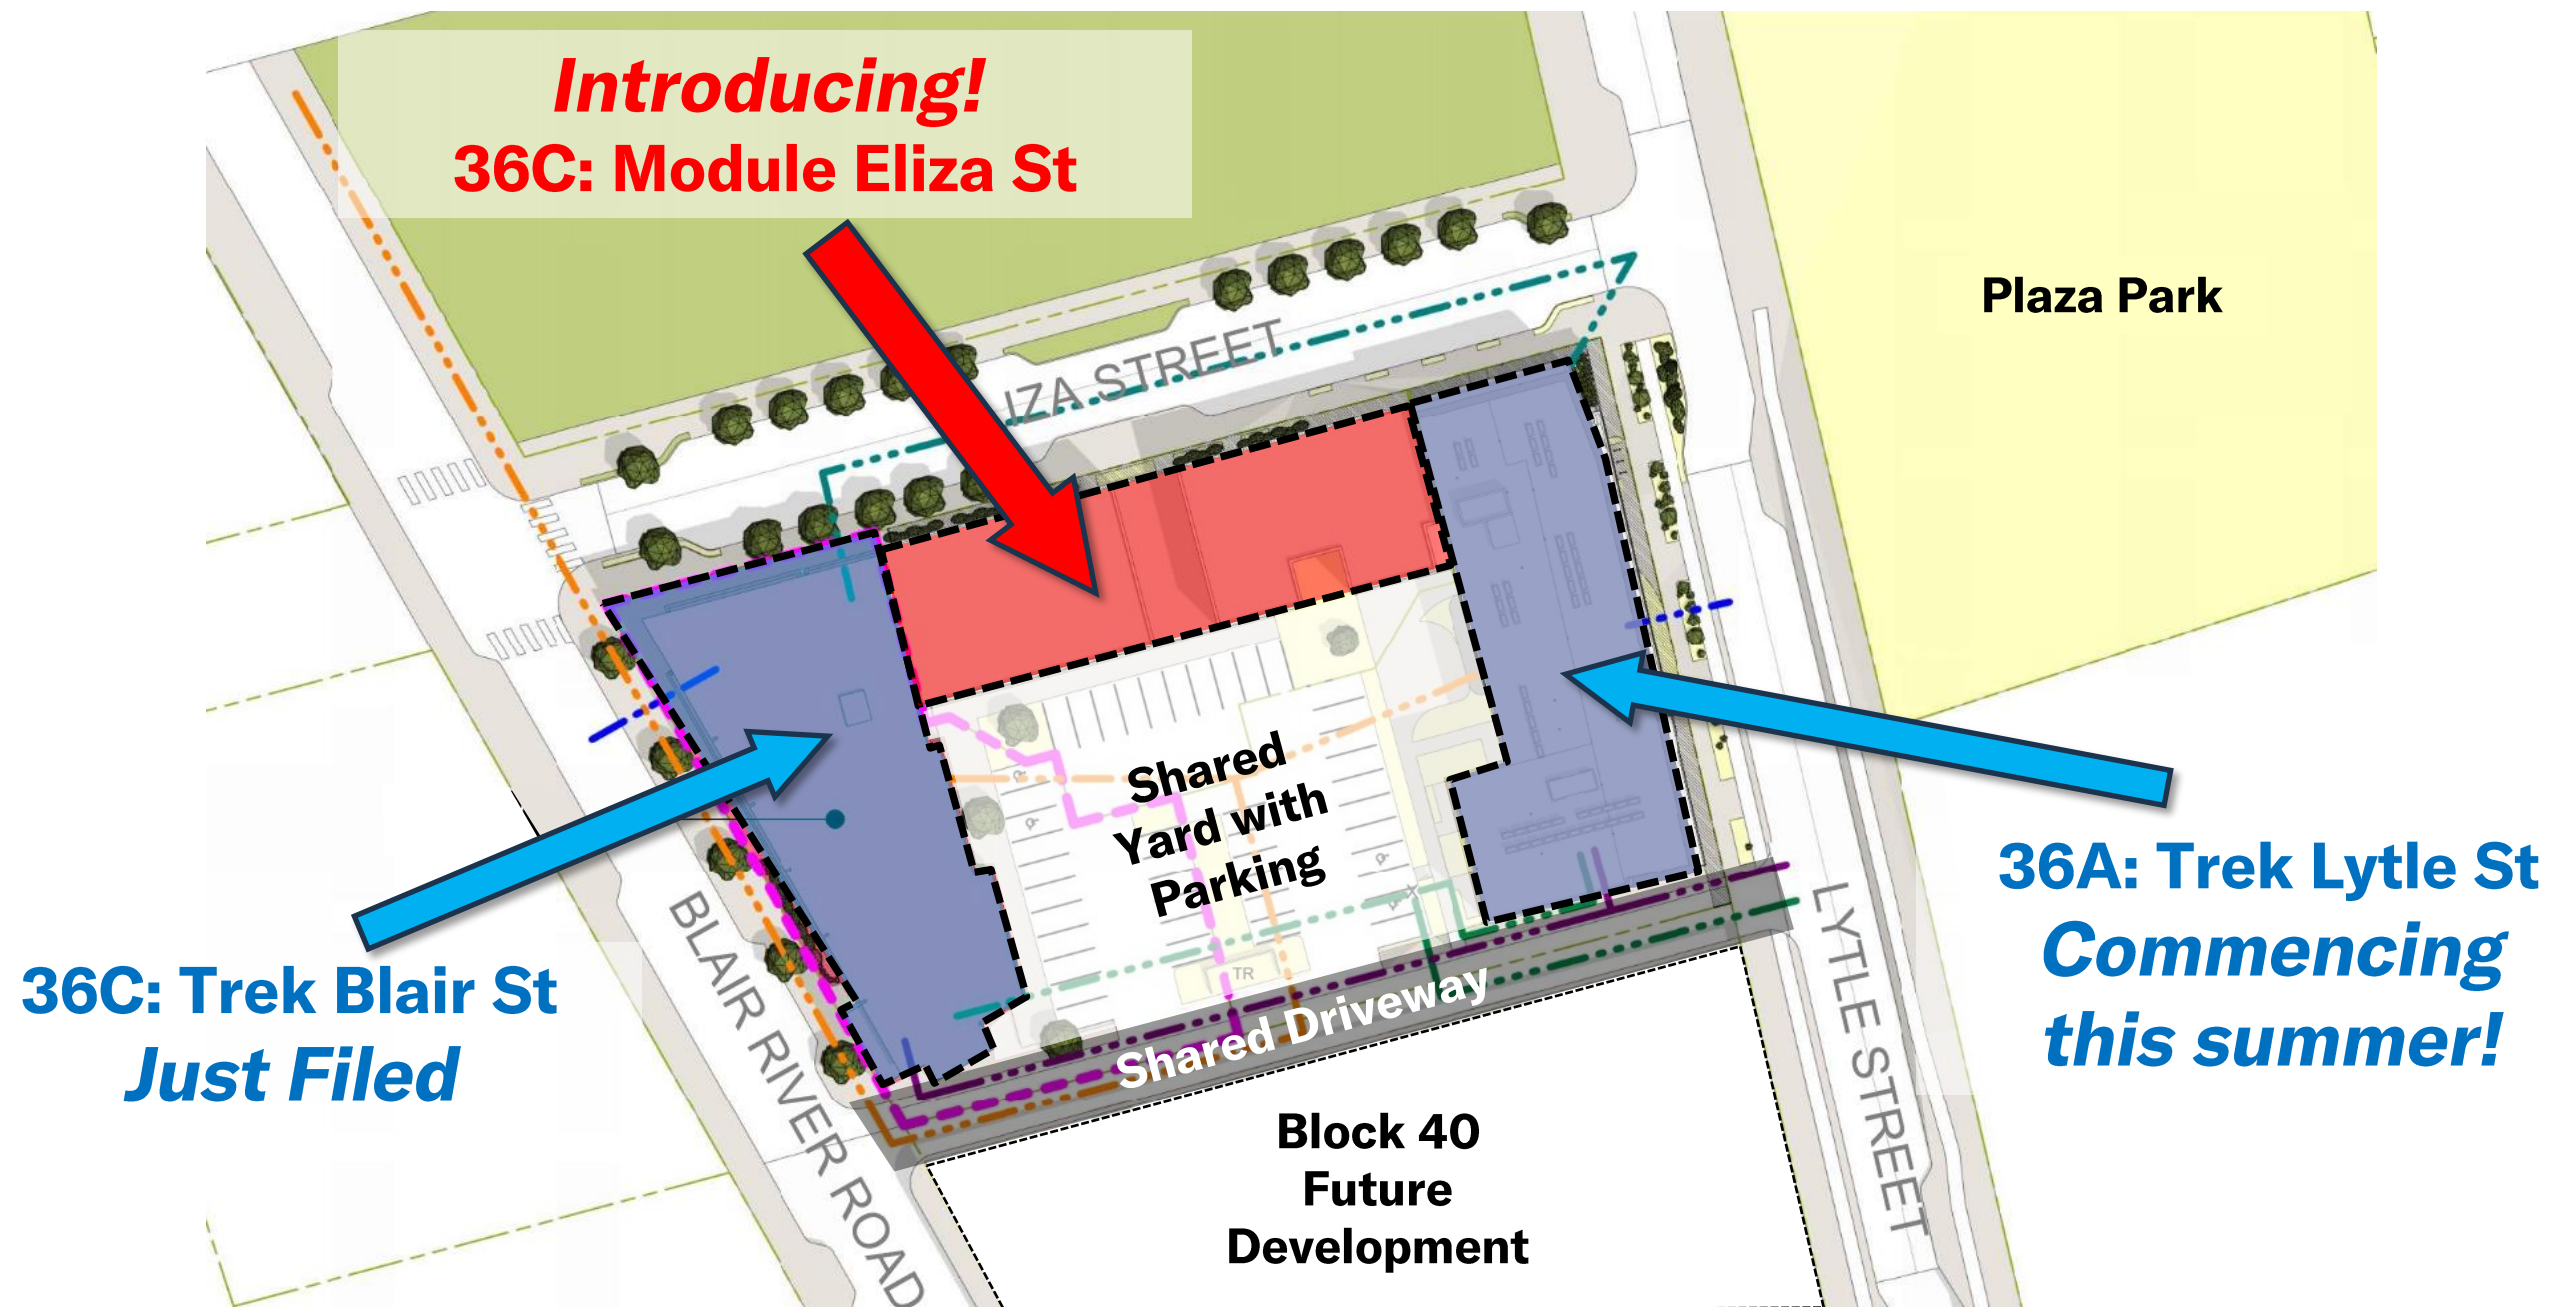 Introducing!
36C: Module Eliza St
Plaza Park
IZA STREET
Shared
Yard with
Parking
36A: Trek Lytle St
Commencing
this summer!
36C: Trek Blair St
Just Filed
TR
Shared Driveway
BLAIR RIVER ROAD
LYTLE STREET
Block 40
Future
Development